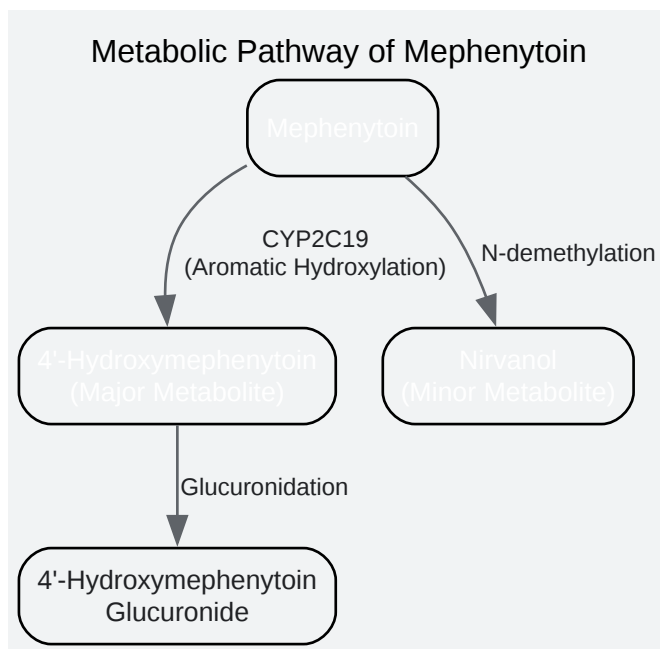 Metabolic Pathway of Mephenytoin
Mephenytoin
CYP2C19
(Aromatic Hydroxylation)
N-demethylation
4'-Hydroxymephenytoin
(Major Metabolite)
Nirvanol
(Minor Metabolite)
Glucuronidation
4'-Hydroxymephenytoin
Glucuronide